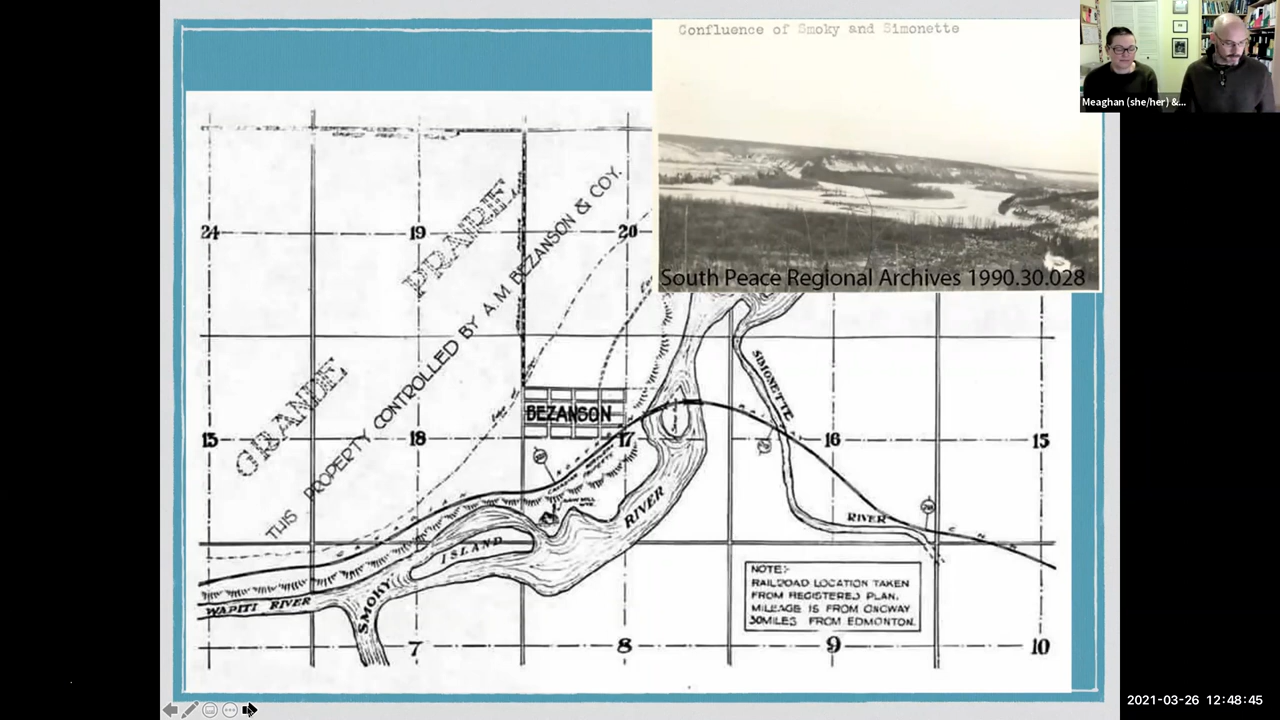 Confluence of Smoky and Simonette
South Peace Regional Archives 1990.30.028
Meaghan (she/her) &...
21
19
20
GRANDE PRAIRIE
THIS PROPERTY CONTROLLED BY A.M. BEZANSON & COY.
BEZANSON
SIMONETTE
RIVER
15
18
17
16
15
ISLAND
RIVER
WAPITI RIVER
SMOKY
7
8
9
10
NOTE:-
RAILROAD LOCATION TAKEN
FROM REGISTERED PLAN.
MILEAGE IS FROM ONOWAY
30MILES FROM EDMONTON.
2021-03-26 12:48:45